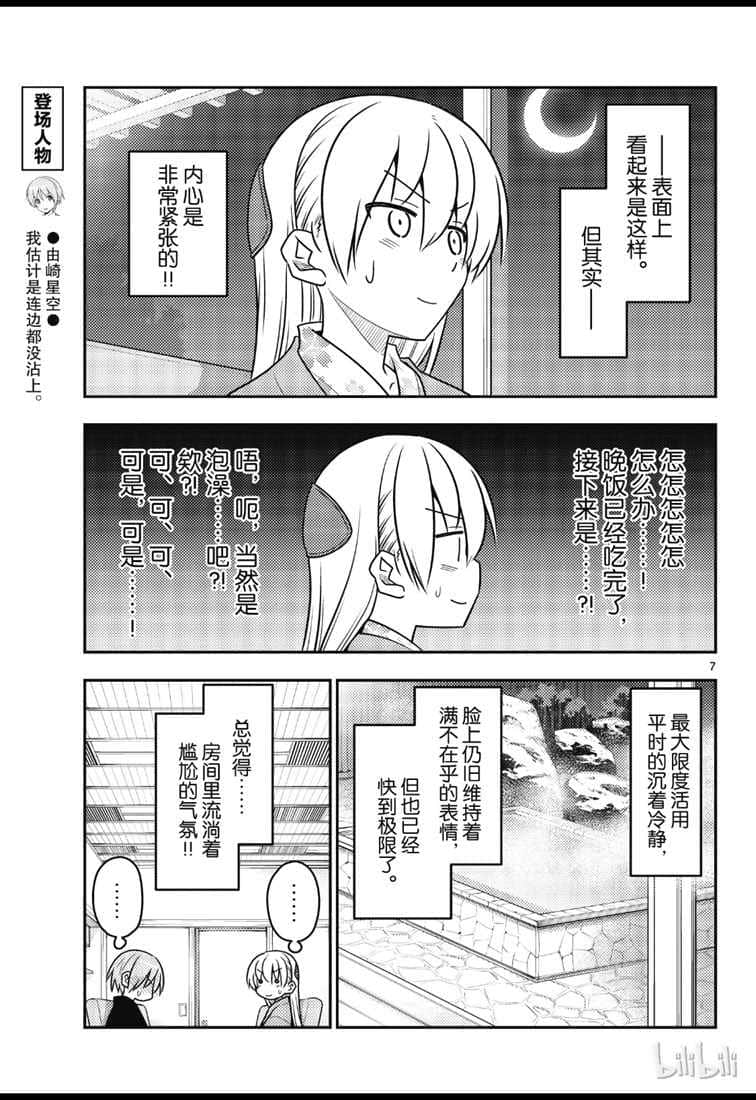 ——表面上
看起来是这样。
但其实——
内心是
非常紧张的!!
登场人物
●由崎星空●
我估计是连边都没沾上。
怎怎怎怎怎
怎么办……!
晚饭已经吃完了,
接下来是……?!
唔,呃,当然是
泡澡……吧?!
欸?!
可、可、可、
可是,可是……!
7
最大限度活用
平时的沉着冷静,
脸上仍旧维持着
满不在乎的表情,
但也已经
快到极限了。
总觉得……
房间里流淌着
尴尬的气氛!!
……
……
bilibili